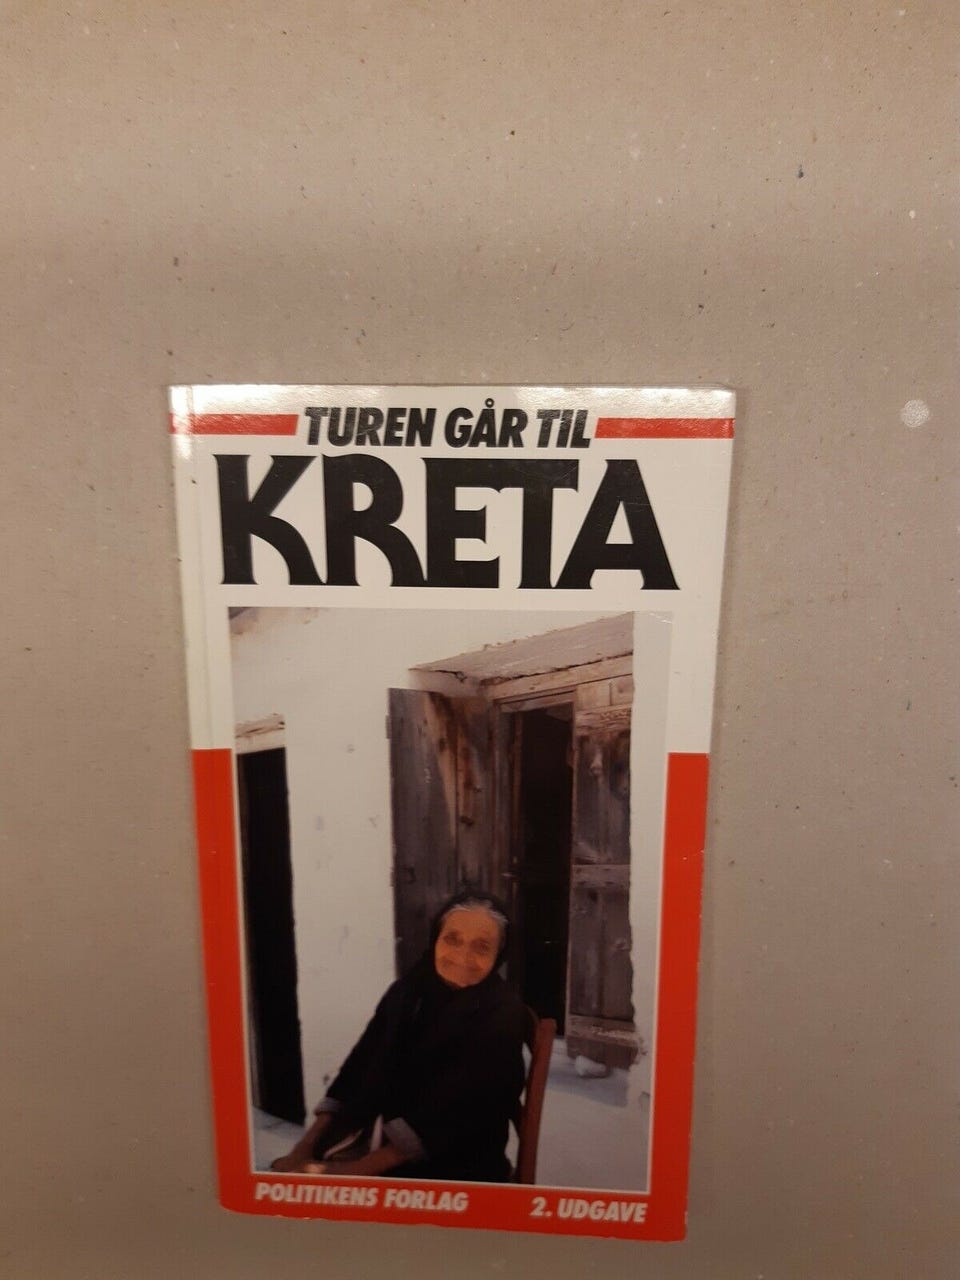 TUREN GÅR TIL
KRETA
POLITIKENS FORLAG 2. UDGAVE